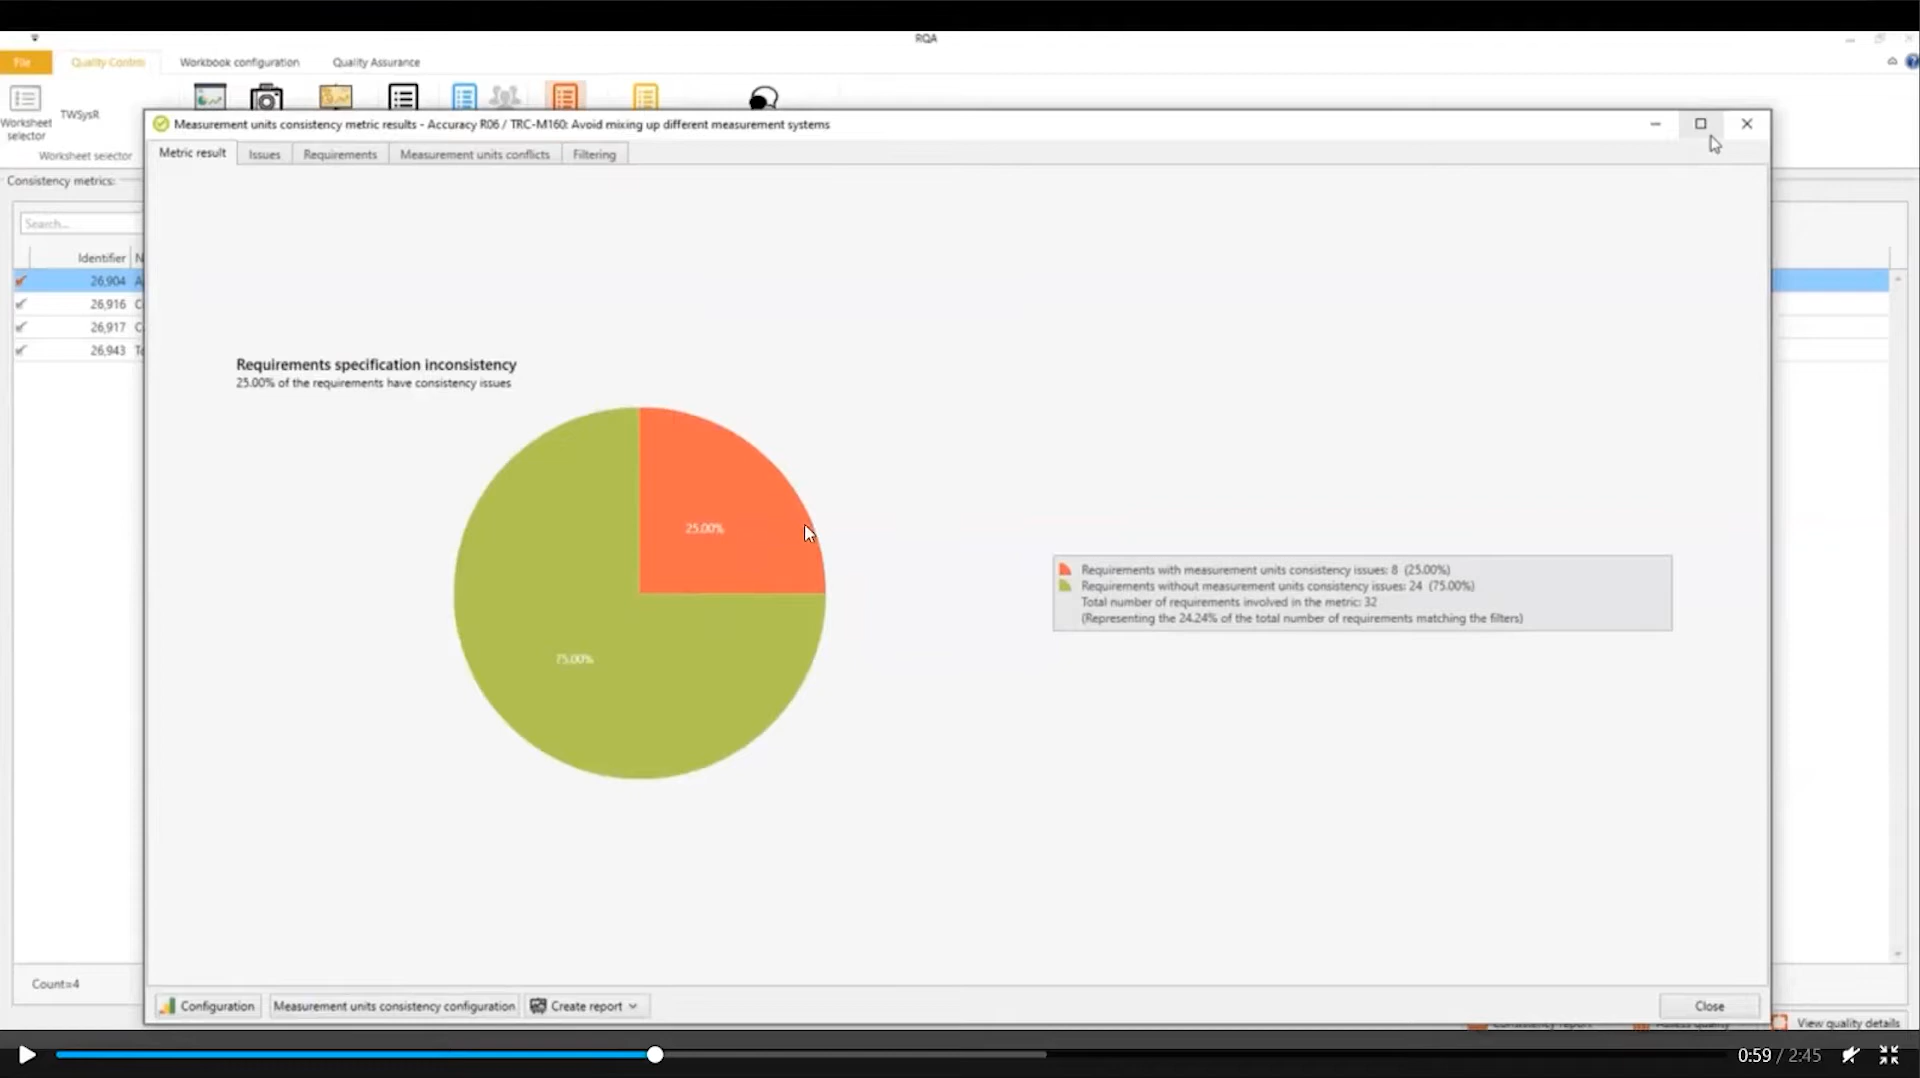 RQA
File
Quality Control
Workbook configuration
Quality Assurance
TWSysR
Worksheet
selector
Worksheet selector
Measurement units consistency metric results - Accuracy R06 / TRC-M160: Avoid mixing up different measurement systems
Metric result
Issues
Requirements
Measurement units conflicts
Filtering
Consistency metrics:
Search...
Identifier
26,904
26,916
26,917
26,943
Requirements specification inconsistency
25.00% of the requirements have consistency issues
25.00%
75.00%
Requirements with measurement units consistency issues: 8 (25.00%)
Requirements without measurement units consistency issues: 24 (75.00%)
Total number of requirements involved in the metric: 32
(Representing the 24.24% of the total number of requirements matching the filters)
Count=4
Configuration
Measurement units consistency configuration
Create report
Close
Consistency report
Assess quality
View quality details
0:59 / 2:45